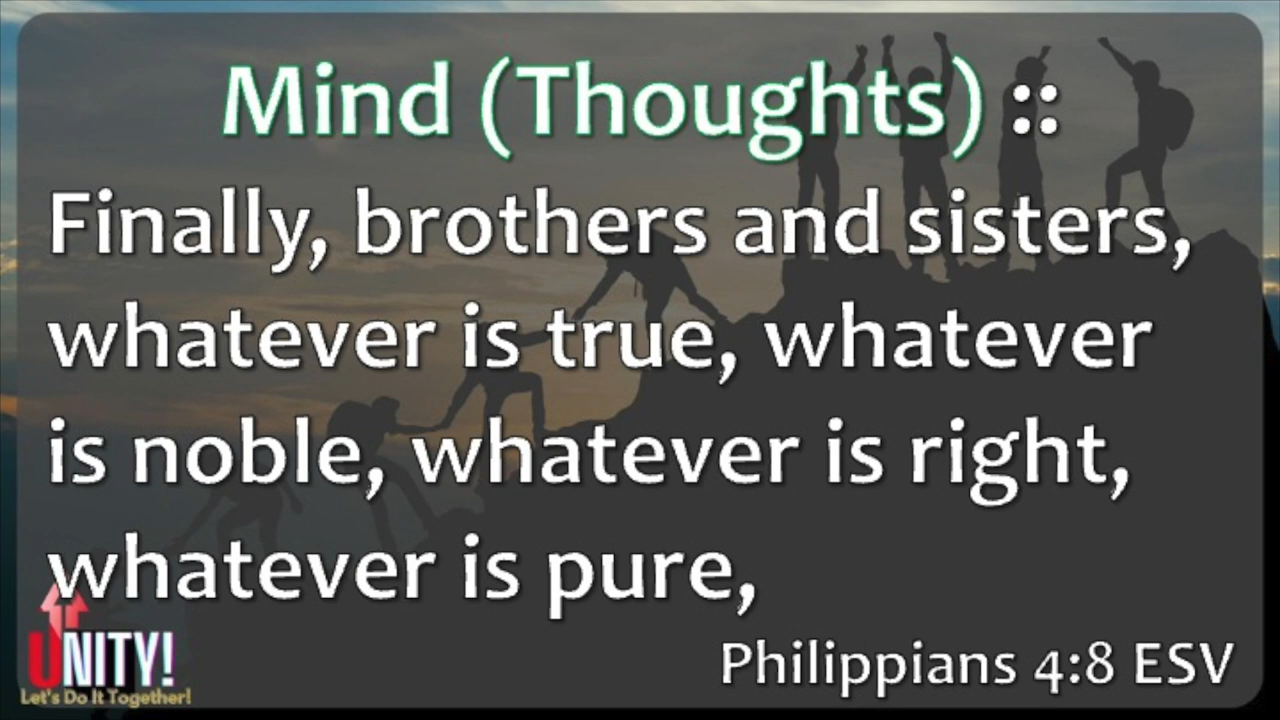 Mind (Thoughts) ::
Finally, brothers and sisters,
whatever is true, whatever
is noble, whatever is right,
whatever is pure,
Philippians 4:8 ESV
UNITY!
Let's Do It Together!